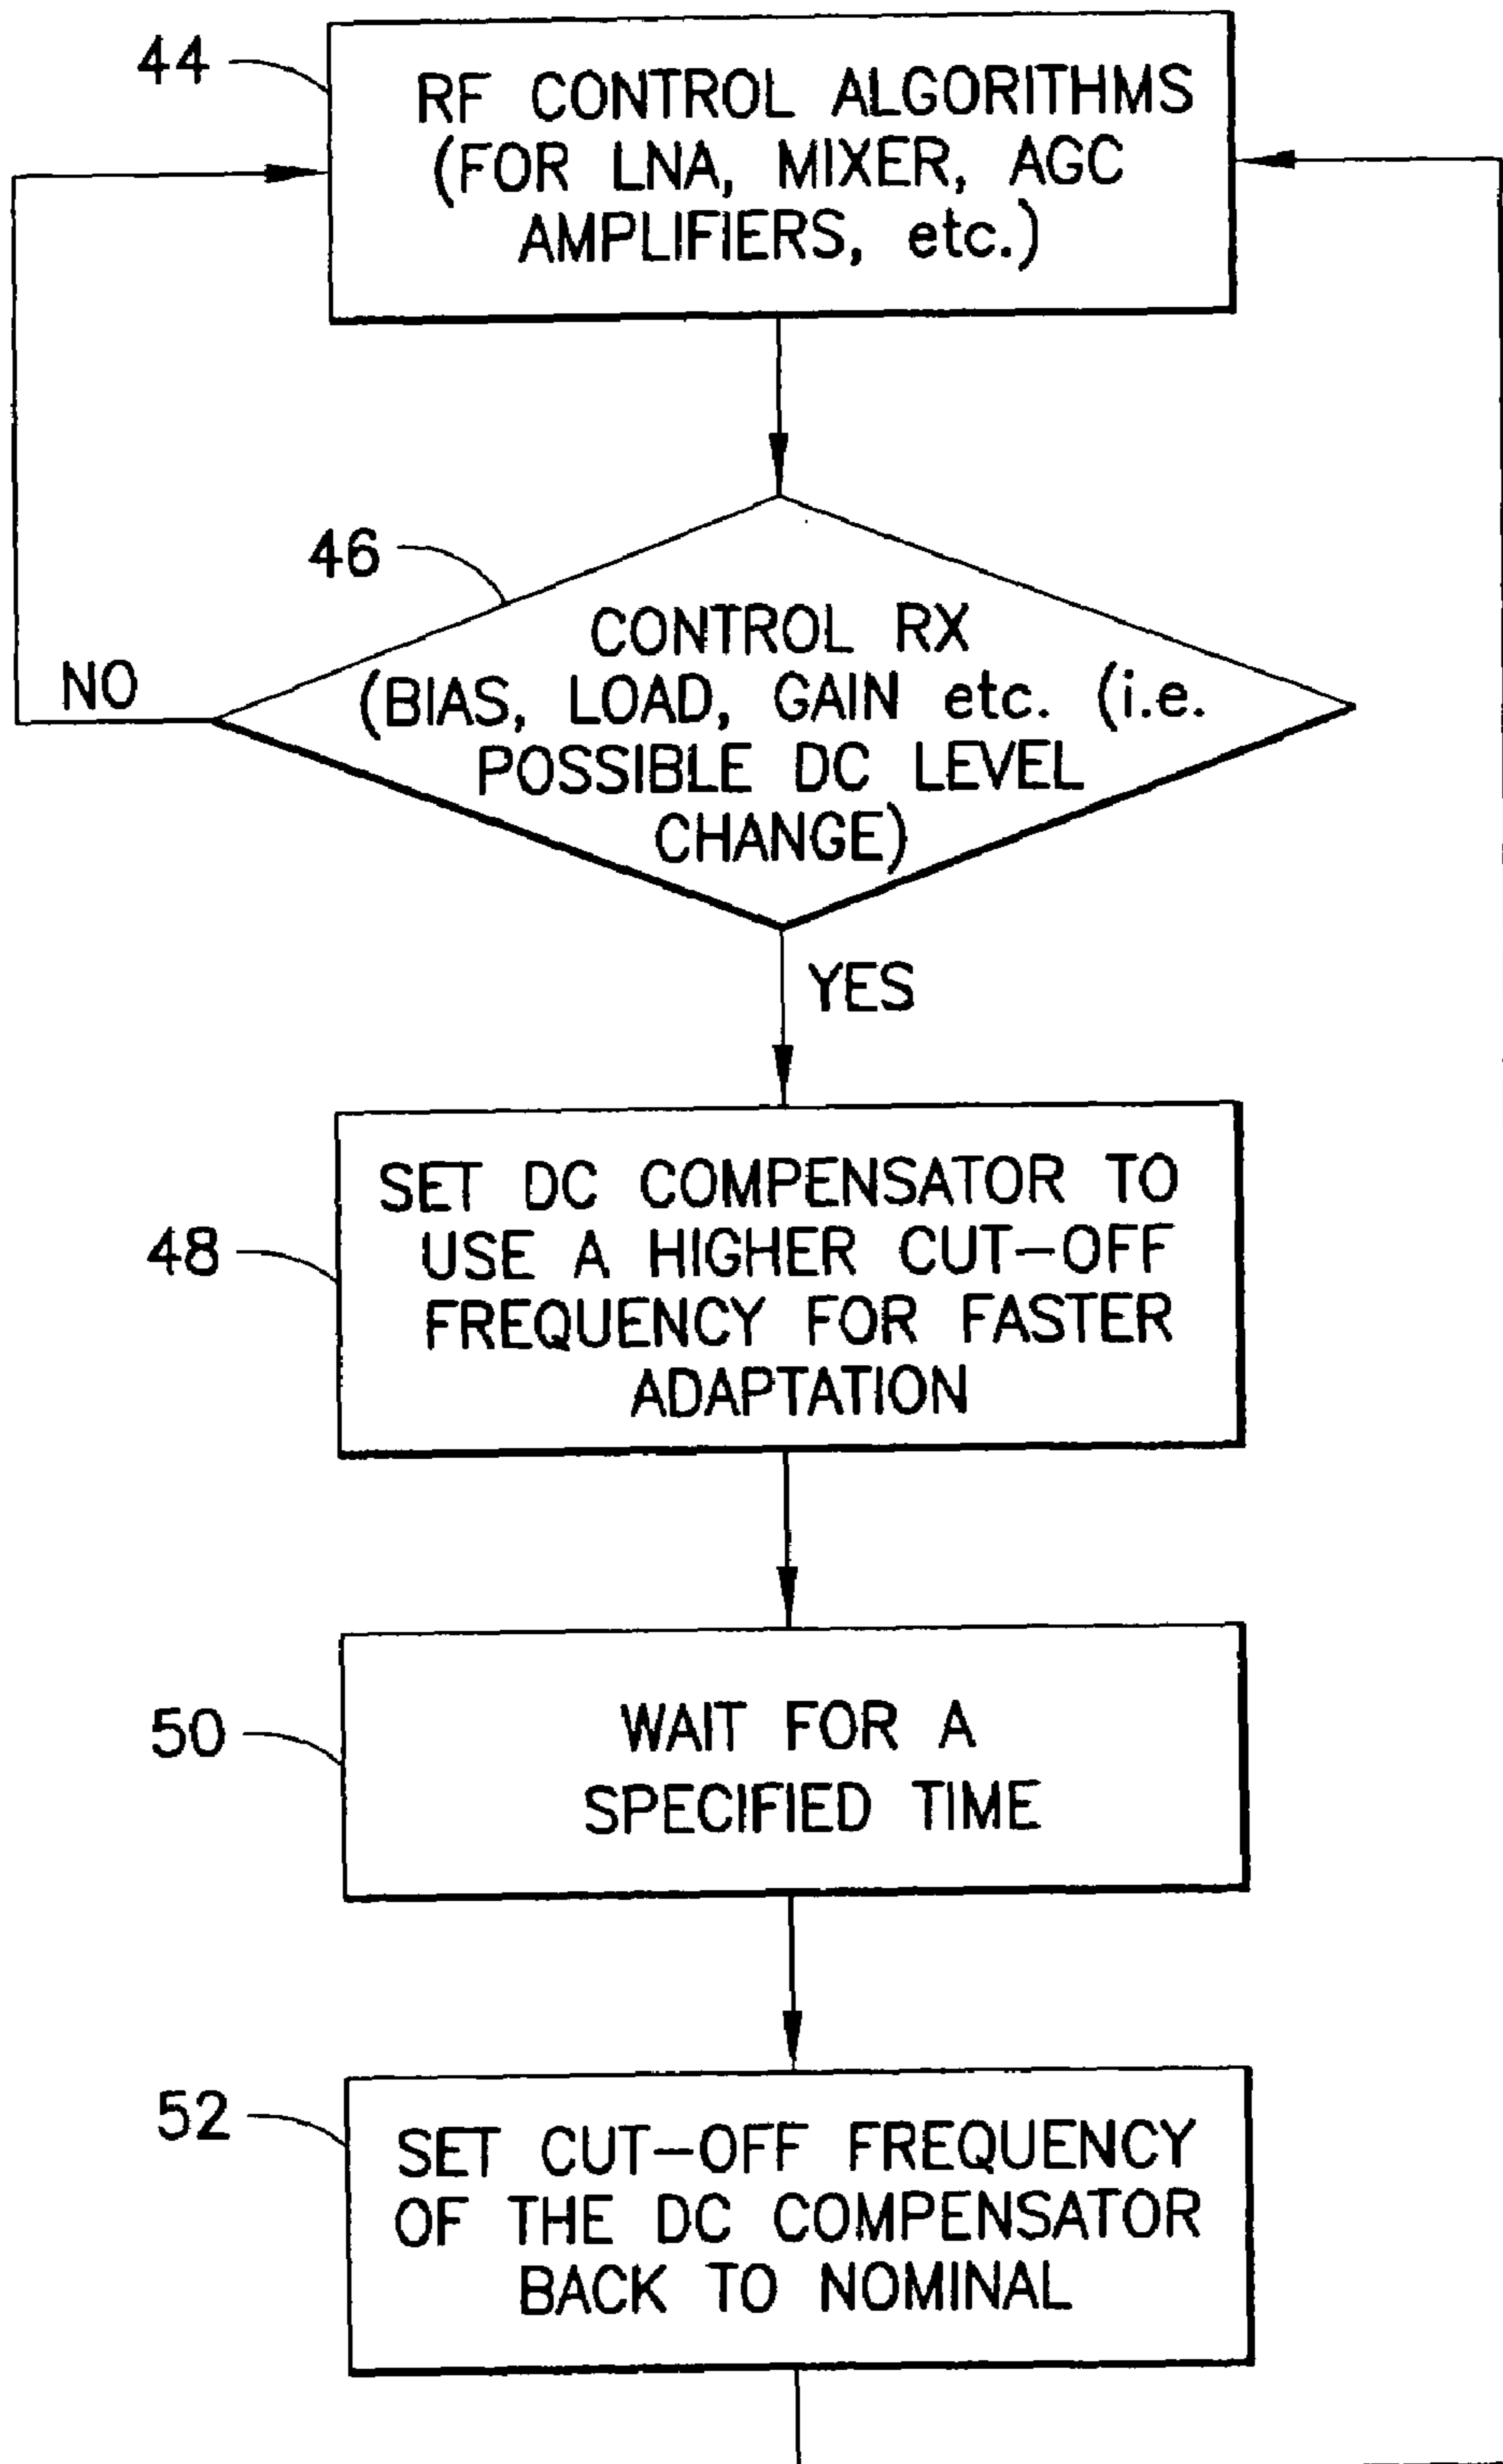 44
RF CONTROL ALGORITHMS
(FOR LNA, MIXER, AGC
AMPLIFIERS, etc.)
46
CONTROL RX
(BIAS, LOAD, GAIN etc. (i.e.
POSSIBLE DC LEVEL
CHANGE)
NO
YES
48
SET DC COMPENSATOR TO
USE A HIGHER CUT-OFF
FREQUENCY FOR FASTER
ADAPTATION
50
WAIT FOR A
SPECIFIED TIME
52
SET CUT-OFF FREQUENCY
OF THE DC COMPENSATOR
BACK TO NOMINAL